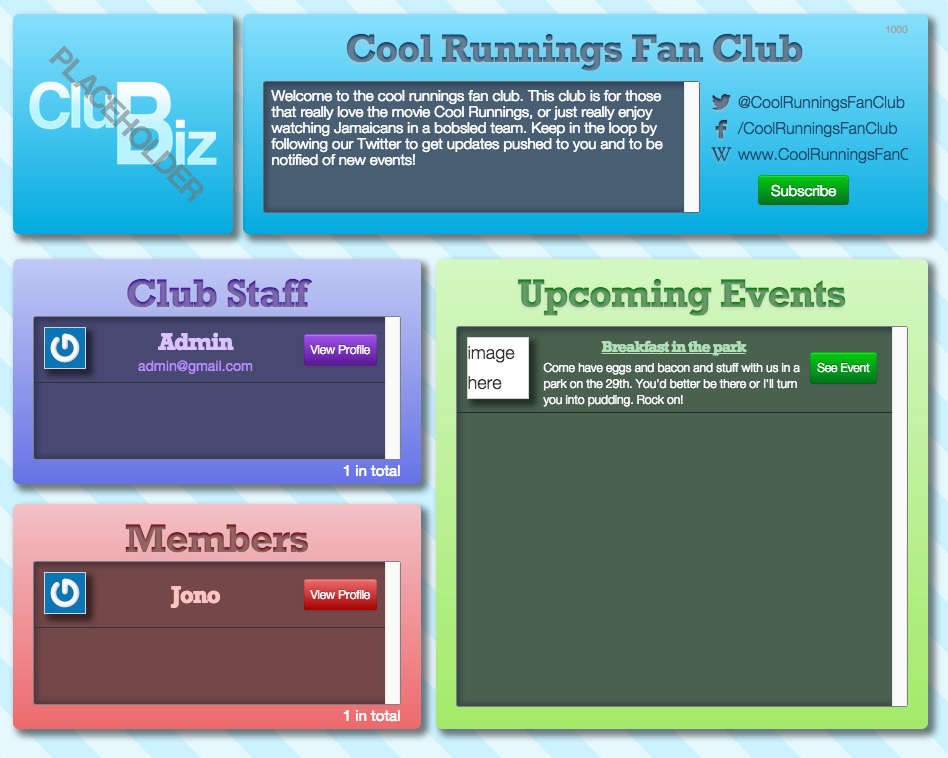 CluBiz
PLACEHOLDER
1000
Cool Runnings Fan Club
Welcome to the cool runnings fan club. This club is for those
that really love the movie Cool Runnings, or just really enjoy
watching Jamaicans in a bobsled team. Keep in the loop by
following our Twitter to get updates pushed to you and to be
notified of new events!
@CoolRunningsFanClub
/CoolRunningsFanClub
www.CoolRunningsFanC
Subscribe
Club Staff
Admin
admin@gmail.com
View Profile
1 in total
Members
Jono
View Profile
1 in total
Upcoming Events
image
here
Breakfast in the park
Come have eggs and bacon and stuff with us in a
park on the 29th. You'd better be there or I'll turn
you into pudding. Rock on!
See Event